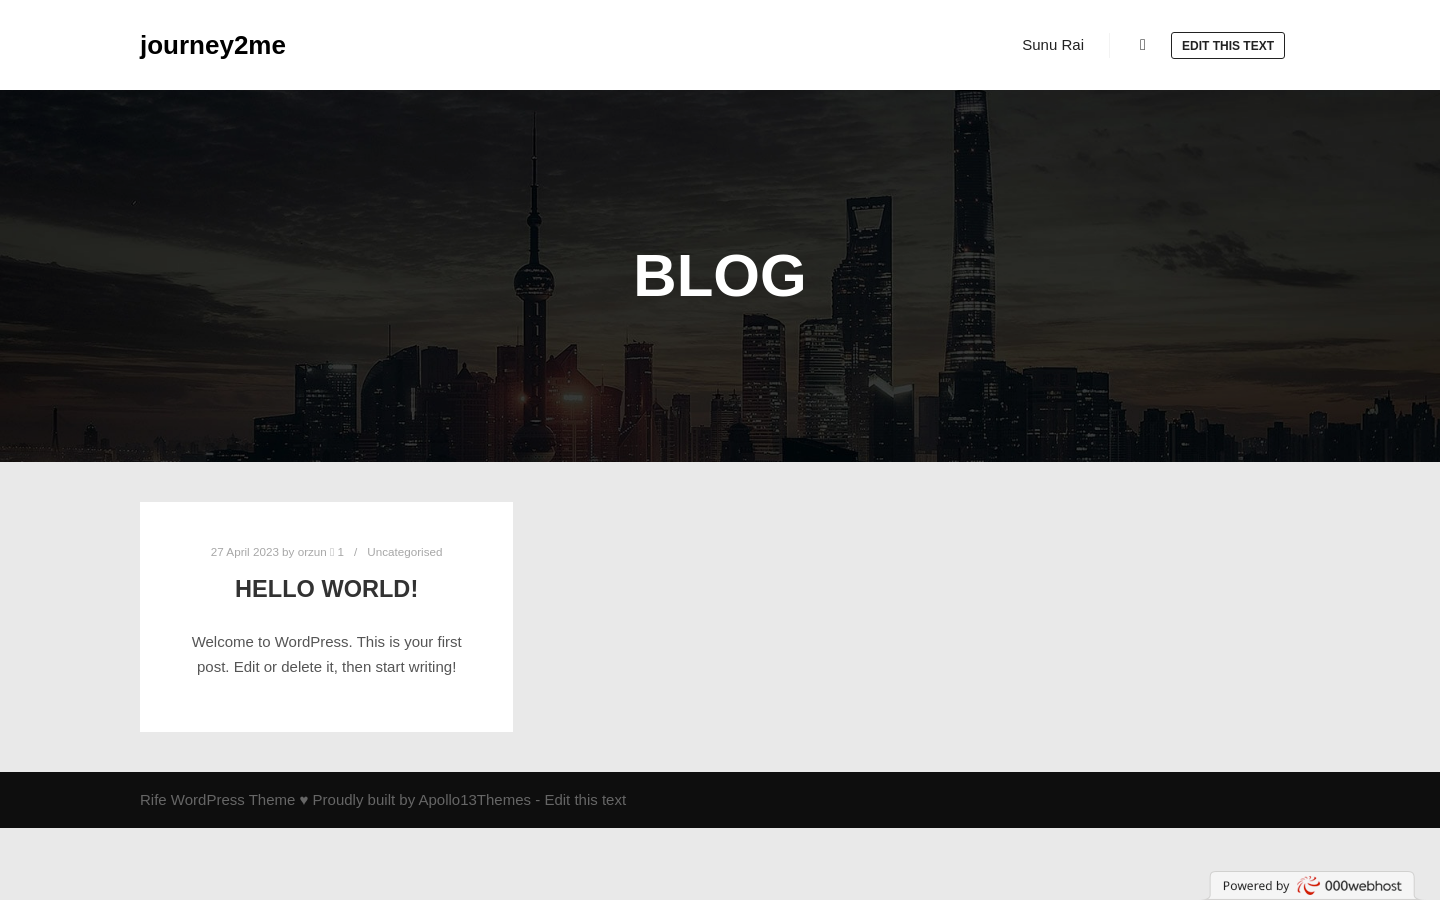 journey2me
Sunu Rai
EDIT THIS TEXT
BLOG
27 April 2023 by orzun 1 / Uncategorised
HELLO WORLD!
Welcome to WordPress. This is your first
post. Edit or delete it, then start writing!
Rife WordPress Theme ♥ Proudly built by Apollo13Themes - Edit this text
Powered by 000webhost